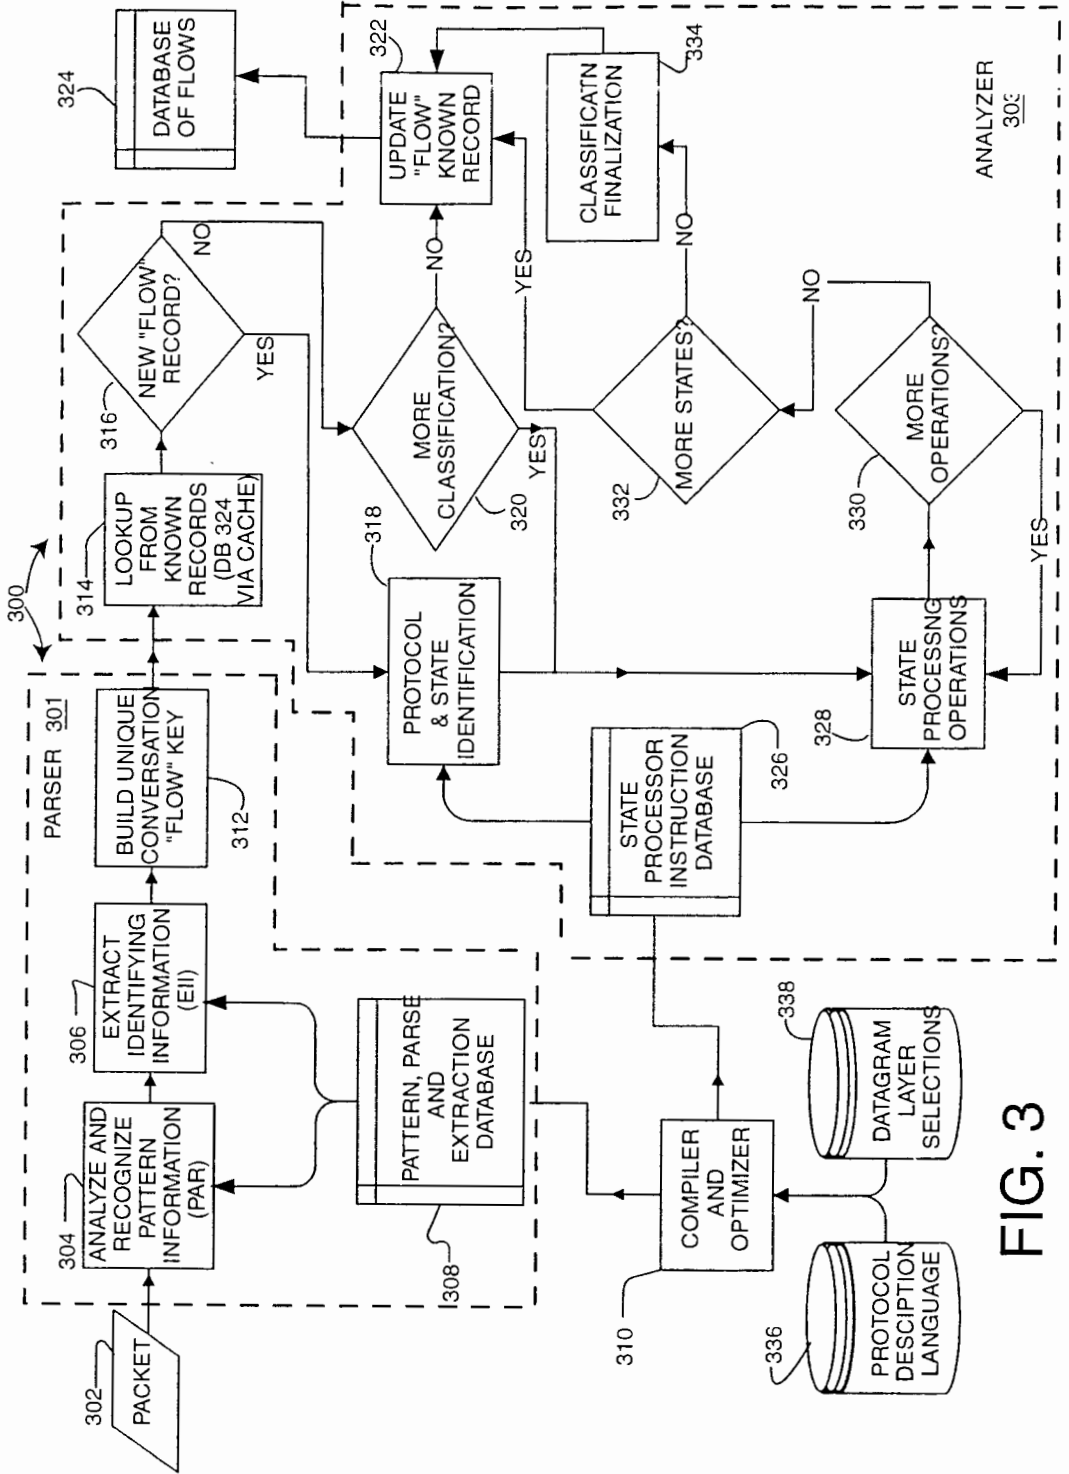 300
PARSER 301
302
PACKET
304
ANALYZE AND
RECOGNIZE
PATTERN
INFORMATION
(PAR)
306
EXTRACT
IDENTIFYING
INFORMATION
(EII)
BUILD UNIQUE
CONVERSATION
"FLOW" KEY
312
308
PATTERN, PARSE
AND
EXTRACTION
DATABASE
314
LOOKUP
FROM
KNOWN
RECORDS
(DB 324
VIA CACHE)
316
NEW "FLOW"
RECORD?
NO
YES
324
DATABASE
OF FLOWS
318
PROTOCOL
& STATE
IDENTIFICATION
MORE
CLASSIFICATION?
320
YES
NO
322
UPDATE
"FLOW"
KNOWN
RECORD
YES
CLASSIFICATN
FINALIZATION
334
NO
332
MORE STATES?
NO
330
MORE
OPERATIONS?
YES
328
STATE
PROCESSNG
OPERATIONS
STATE
PROCESSOR
INSTRUCTION
DATABASE
326
ANALYZER
303
310
COMPILER
AND
OPTIMIZER
336
PROTOCOL
DESCIPTION
LANGUAGE
338
DATAGRAM
LAYER
SELECTIONS
FIG. 3